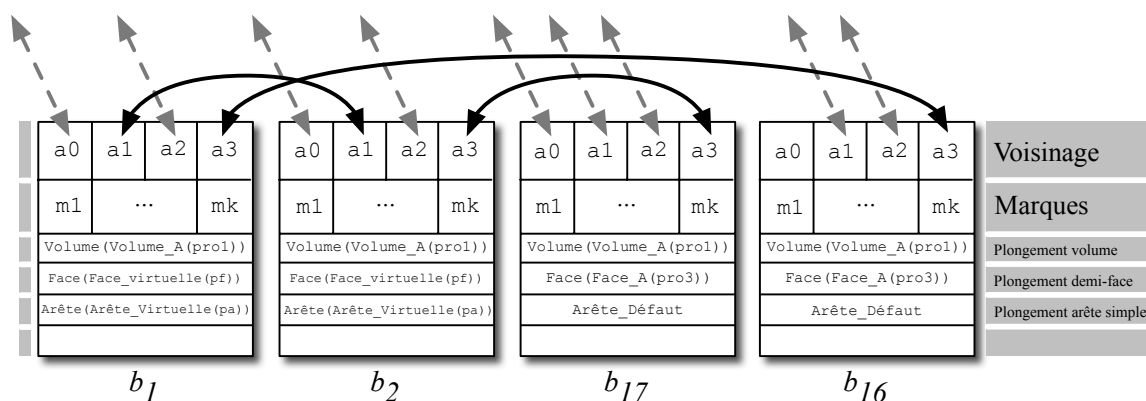 a0 a1 a2 a3 a0 a1 a2 a3 a0 a1 a2 a3 a0 a1 a2 a3 Voisinage
m1 ... mk m1 ... mk m1 ... mk m1 ... mk Marques
Volume(Volume_A(pro1)) Volume(Volume_A(pro1)) Volume(Volume_A(pro1)) Volume(Volume_A(pro1)) Plongement volume
Face(Face_virtuelle(pf)) Face(Face_virtuelle(pf)) Face(Face_A(pro3)) Face(Face_A(pro3)) Plongement demi-face
Arête(Arête_Virtuelle(pa)) Arête(Arête_Virtuelle(pa)) Arête_Défaut Arête_Défaut Plongement arête simple
b1 b2 b17 b16